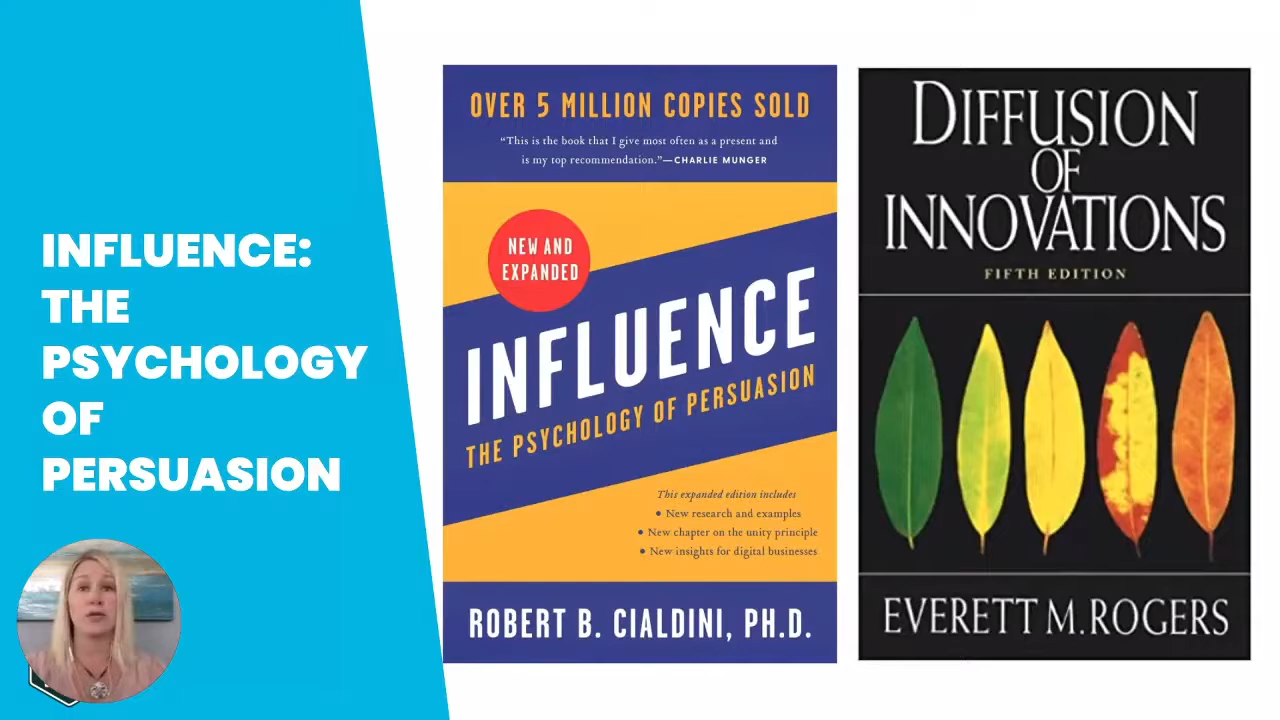 INFLUENCE:
THE
PSYCHOLOGY
OF
PERSUASION
OVER 5 MILLION COPIES SOLD
“This is the book that I give most often as a present and
is my top recommendation.”—CHARLIE MUNGER
NEW AND
EXPANDED
INFLUENCE
THE PSYCHOLOGY OF PERSUASION
This expanded edition includes
• New research and examples
• New chapter on the unity principle
• New insights for digital businesses
ROBERT B. CIALDINI, PH.D.
DIFFUSION
OF
INNOVATIONS
FIFTH EDITION
EVERETT M. ROGERS